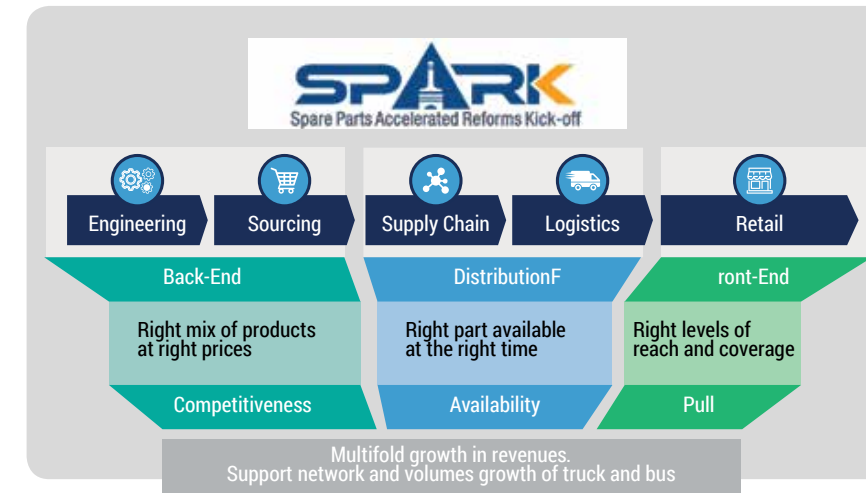 SPARK
Spare Parts Accelerated Reforms Kick-off
Engineering
Sourcing
Supply Chain
Logistics
Retail
Back-End
DistributionF
ront-End
Right mix of products
at right prices
Right part available
at the right time
Right levels of
reach and coverage
Competitiveness
Availability
Pull
Multifold growth in revenues.
Support network and volumes growth of truck and bus